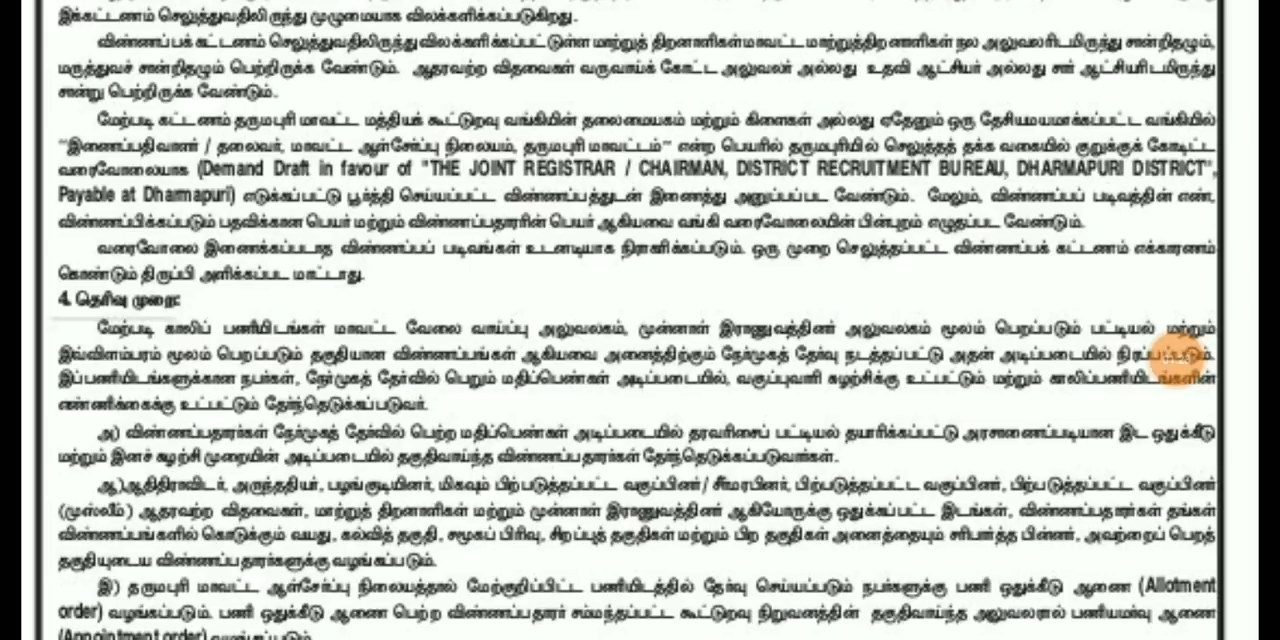 இக்கட்டணம் செலுத்துவதிலிருந்து முழுமையாக விலக்களிக்கப்படுகிறது.
விண்ணப்பக் கட்டணம் செலுத்துவதிலிருந்து விலக்களிக்கப்பட்டுள்ள மாற்றுத் திறனாளிகள் மாவட்ட மாற்றுத்திறனாளிகள் நல அலுவலரிடமிருந்து சான்றிதழும்,
மருத்துவச் சான்றிதழும் பெற்றிருக்க வேண்டும். ஆதரவற்ற விதவைகள் வருவாய்க் கோட்ட அலுவலர் அல்லது உதவி ஆட்சியர் அல்லது சார் ஆட்சியரிடமிருந்து
சான்று பெற்றிருக்க வேண்டும்.
மேற்படி கட்டணம் தருமபுரி மாவட்ட மத்தியக் கூட்டுறவு வங்கியின் தலைமையகம் மற்றும் கிளைகள் அல்லது ஏதேனும் ஒரு தேசியமயமாக்கப்பட்ட வங்கியில்
"இணைப்பதிவாளர் / தலைவர், மாவட்ட ஆள்சேர்ப்பு நிலையம், தருமபுரி மாவட்டம்" என்ற பெயரில் தருமபுரியில் செலுத்தத் தக்க வகையில் குறுக்குக் கோடிட்ட
வரைவோலையாக (Demand Draft in favour of "THE JOINT REGISTRAR / CHAIRMAN, DISTRICT RECRUITMENT BUREAU, DHARMAPURI DISTRICT",
Payable at Dharmapuri) எடுக்கப்பட்டு பூர்த்தி செய்யப்பட்ட விண்ணப்பத்துடன் இணைத்து அனுப்பப்பட வேண்டும். மேலும், விண்ணப்பப் படிவத்தின் எண்,
விண்ணப்பிக்கப்படும் பதவிக்கான பெயர் மற்றும் விண்ணப்பதாரரின் பெயர் ஆகியவை வங்கி வரைவோலையின் பின்புறம் எழுதப்பட வேண்டும்.
வரைவோலை இணைக்கப்படாத விண்ணப்பப் படிவங்கள் உடனடியாக நிராகரிக்கப்படும். ஒரு முறை செலுத்தப்பட்ட விண்ணப்பக் கட்டணம் எக்காரணம்
கொண்டும் திருப்பி அளிக்கப்பட மாட்டாது.
4. தெரிவு முறை:
மேற்படி காலிப் பணியிடங்கள் மாவட்ட வேலை வாய்ப்பு அலுவலகம், முன்னாள் இராணுவத்தினர் அலுவலகம் மூலம் பெறப்படும் பட்டியல் மற்றும்
இவ்விளம்பரம் மூலம் பெறப்படும் தகுதியான விண்ணப்பங்கள் ஆகியவை அனைத்திற்கும் நேர்முகத் தேர்வு நடத்தப்பட்டு அதன் அடிப்படையில் நிரப்பப்படும்.
இப்பணியிடங்களுக்கான நபர்கள், நேர்முகத் தேர்வில் பெறும் மதிப்பெண்கள் அடிப்படையில், வகுப்புவாரி சுழற்சிக்கு உட்பட்டும் மற்றும் காலிப்பணியிடங்களின்
எண்ணிக்கைக்கு உட்பட்டும் தேர்ந்தெடுக்கப்படுவர்.
அ) விண்ணப்பதாரர்கள் நேர்முகத் தேர்வில் பெற்ற மதிப்பெண்கள் அடிப்படையில் தரவரிசைப் பட்டியல் தயாரிக்கப்பட்டு அரசாணைப்படியான இட ஒதுக்கீடு
மற்றும் இனச் சுழற்சி முறையின் அடிப்படையில் தகுதிவாய்ந்த விண்ணப்பதாரர்கள் தேர்ந்தெடுக்கப்படுவார்கள்.
ஆ)ஆதிதிராவிடர், அருந்ததியர், பழங்குடியினர், மிகவும் பிற்படுத்தப்பட்ட வகுப்பினர்/ சீர்மரபினர், பிற்படுத்தப்பட்ட வகுப்பினர், பிற்படுத்தப்பட்ட வகுப்பினர்
(முஸ்லீம்) ஆதரவற்ற விதவைகள், மாற்றுத் திறனாளிகள் மற்றும் முன்னாள் இராணுவத்தினர் ஆகியோருக்கு ஒதுக்கப்பட்ட இடங்கள், விண்ணப்பதாரர்கள் தங்கள்
விண்ணப்பங்களில் கொடுக்கும் வயது, கல்வித் தகுதி, சமூகப் பிரிவு, சிறப்புத் தகுதிகள் மற்றும் பிற தகுதிகள் அனைத்தையும் சரிபார்த்த பின்னர், அவற்றைப் பெறத்
தகுதியுடைய விண்ணப்பதாரர்களுக்கு வழங்கப்படும்.
இ) தருமபுரி மாவட்ட ஆள்சேர்ப்பு நிலையத்தால் மேற்குறிப்பிட்ட பணியிடத்தில் தேர்வு செய்யப்படும் நபர்களுக்கு பணி ஒதுக்கீடு ஆணை (Allotment
order) வழங்கப்படும். பணி ஒதுக்கீடு ஆணை பெற்ற விண்ணப்பதாரர் சம்மந்தப்பட்ட கூட்டுறவு நிறுவனத்தின் தகுதிவாய்ந்த அலுவலரால் பணியமர்வு ஆணை
(Appointment order) வழங்கப்படும்.